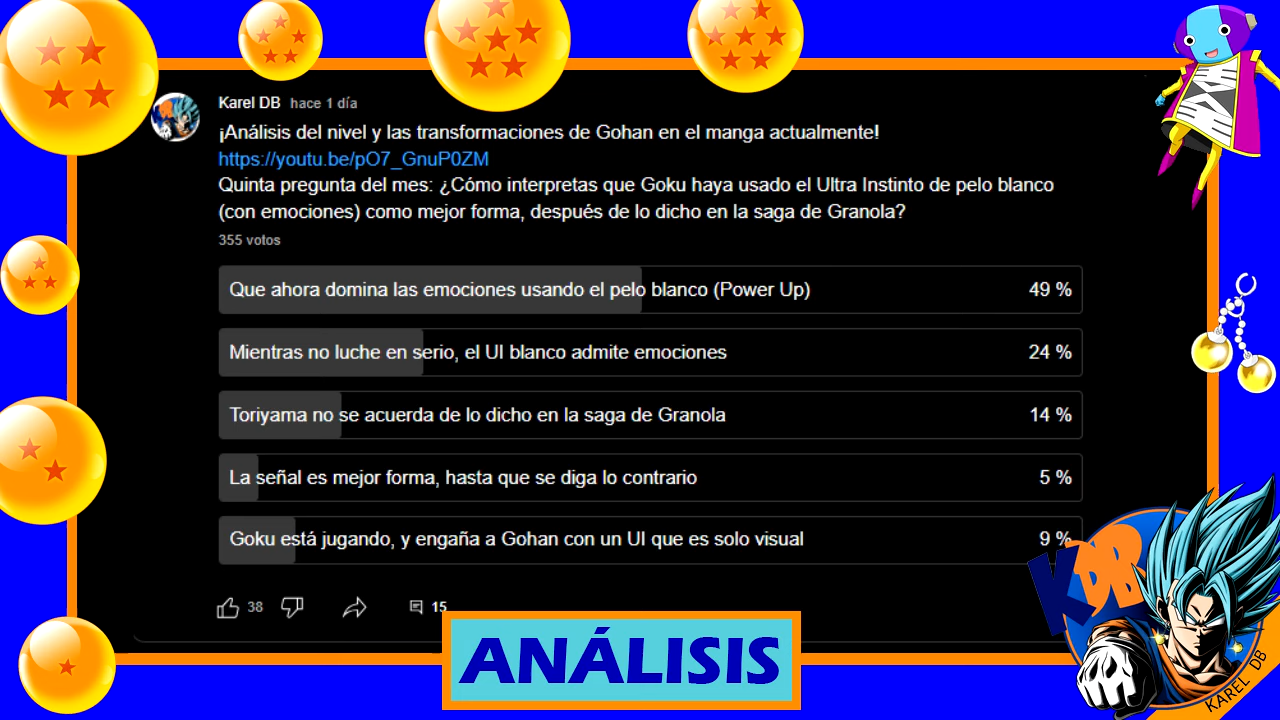 Karel DB hace 1 día
¡Análisis del nivel y las transformaciones de Gohan en el manga actualmente!
https://youtu.be/pO7_GnuP0ZM
Quinta pregunta del mes: ¿Cómo interpretas que Goku haya usado el Ultra Instinto de pelo blanco
(con emociones) como mejor forma, después de lo dicho en la saga de Granola?
355 votos
Que ahora domina las emociones usando el pelo blanco (Power Up) 49 %
Mientras no luche en serio, el UI blanco admite emociones 24 %
Toriyama no se acuerda de lo dicho en la saga de Granola 14 %
La señal es mejor forma, hasta que se diga lo contrario 5 %
Goku está jugando, y engaña a Gohan con un UI que es solo visual 9 %
38 15
KDB
KAREL DB
ANÁLISIS